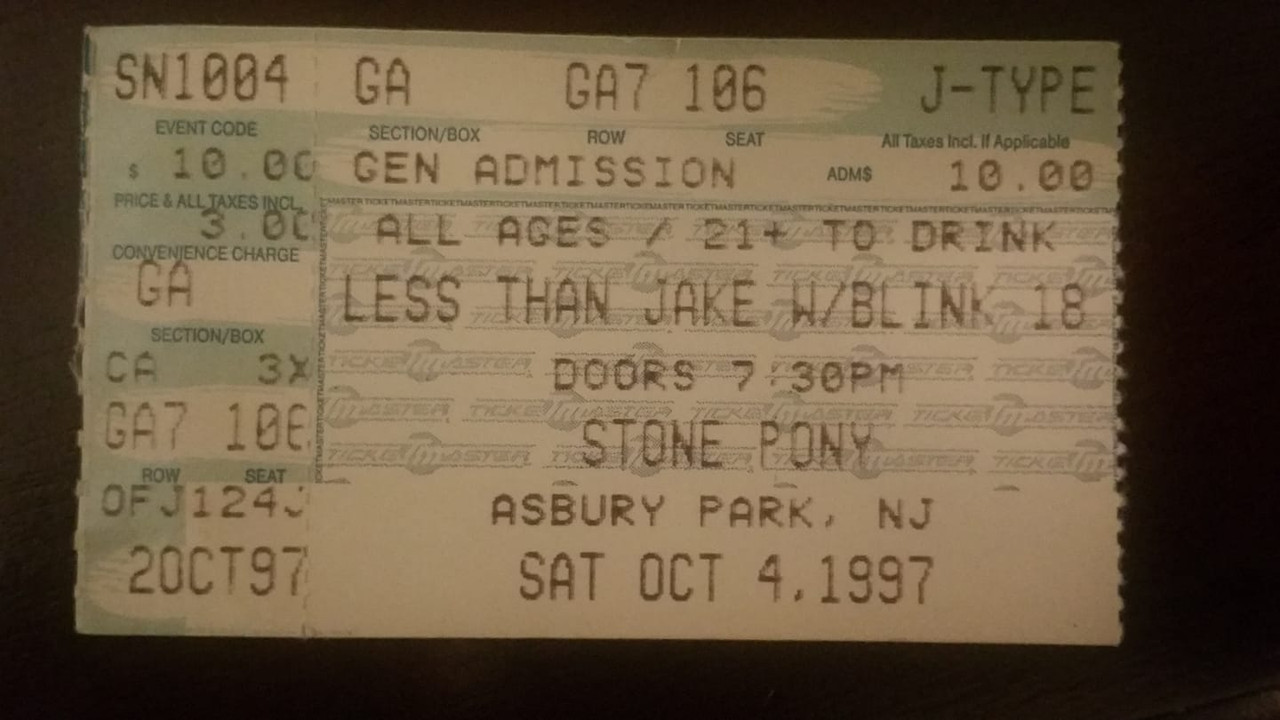 SN1004 GA GA7 106 J-TYPE
EVENT CODE SECTION/BOX ROW SEAT All Taxes Incl. If Applicable
$ 10.00 GEN ADMISSION ADM$ 10.00
PRICE & ALL TAXES INCL.
3.00 ALL AGES / 21+ TO DRINK
CONVENIENCE CHARGE
GA LESS THAN JAKE W/BLINK 18
SECTION/BOX
CA 3X DOORS 7:30PM
GA7 106 STONE PONY
ROW SEAT
OFJ124J ASBURY PARK, NJ
2OCT97 SAT OCT 4,1997